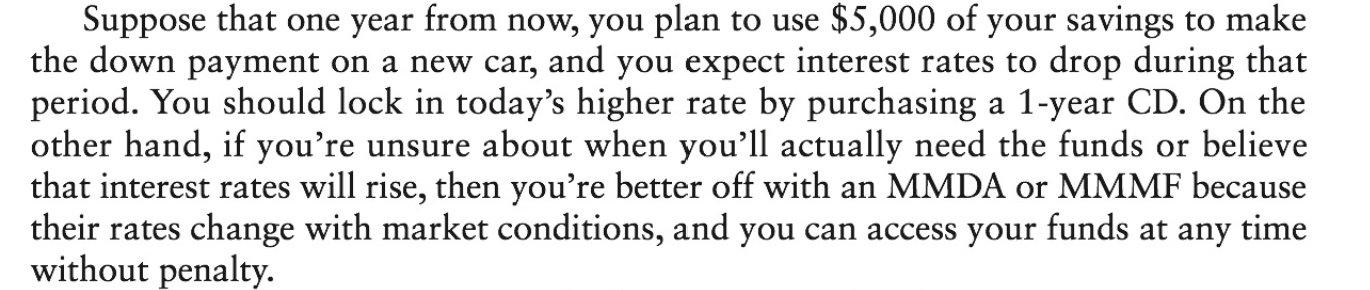 Suppose that one year from now, you plan to use $5,000 of your savings to make
the down payment on a new car, and you expect interest rates to drop during that
period. You should lock in today’s higher rate by purchasing a 1-year CD. On the
other hand, if you’re unsure about when you’ll actually need the funds or believe
that interest rates will rise, then you’re better off with an MMDA or MMMF because
their rates change with market conditions, and you can access your funds at any time
without penalty.